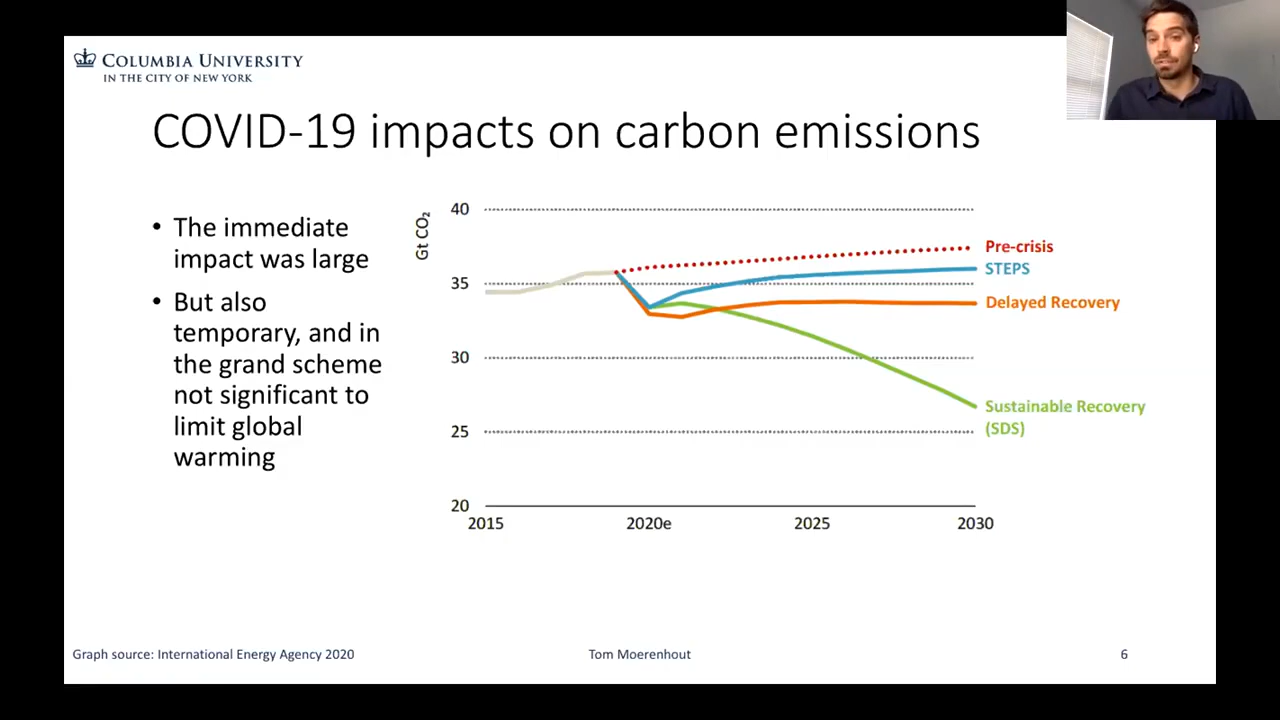 COLUMBIA UNIVERSITY
IN THE CITY OF NEW YORK
COVID-19 impacts on carbon emissions
• The immediate
impact was large
• But also
temporary, and in
the grand scheme
not significant to
limit global
warming
Gt CO₂
40
35
30
25
20
2015
2020e
2025
2030
Pre-crisis
STEPS
Delayed Recovery
Sustainable Recovery
(SDS)
Graph source: International Energy Agency 2020
Tom Moerenhout
6